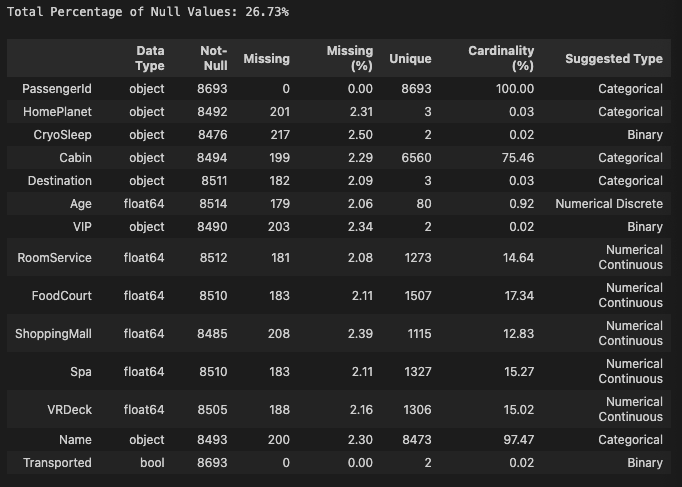 Total Percentage of Null Values: 26.73%
Data Type Not-Null Missing Missing (%) Unique Cardinality (%) Suggested Type
PassengerId object 8693 0 0.00 8693 100.00 Categorical
HomePlanet object 8492 201 2.31 3 0.03 Categorical
CryoSleep object 8476 217 2.50 2 0.02 Binary
Cabin object 8494 199 2.29 6560 75.46 Categorical
Destination object 8511 182 2.09 3 0.03 Categorical
Age float64 8514 179 2.06 80 0.92 Numerical Discrete
VIP object 8490 203 2.34 2 0.02 Binary
RoomService float64 8512 181 2.08 1273 14.64 Numerical Continuous
FoodCourt float64 8510 183 2.11 1507 17.34 Numerical Continuous
ShoppingMall float64 8485 208 2.39 1115 12.83 Numerical Continuous
Spa float64 8510 183 2.11 1327 15.27 Numerical Continuous
VRDeck float64 8505 188 2.16 1306 15.02 Numerical Continuous
Name object 8493 200 2.30 8473 97.47 Categorical
Transported bool 8693 0 0.00 2 0.02 Binary